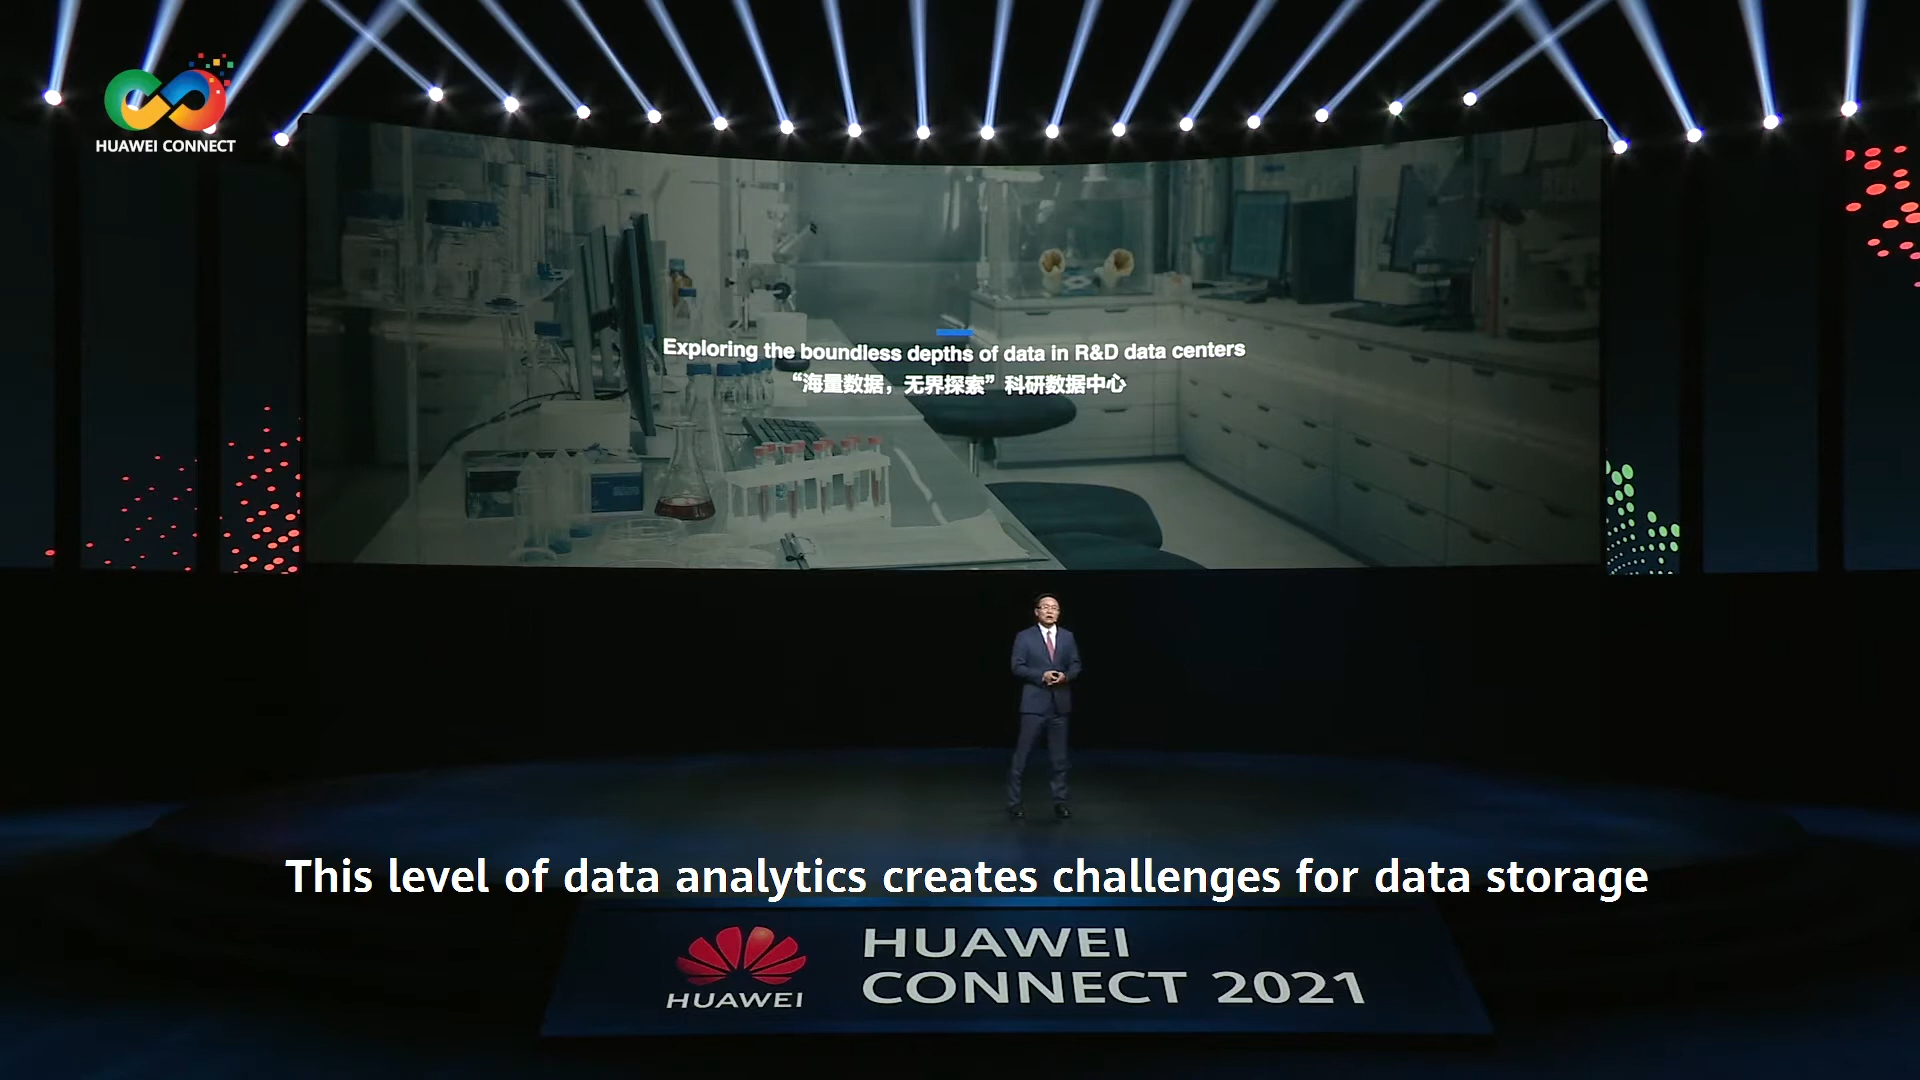 HUAWEI CONNECT
Exploring the boundless depths of data in R&D data centers
“海量数据，无界探索”科研数据中心
This level of data analytics creates challenges for data storage
HUAWEI
HUAWEI
CONNECT 2021